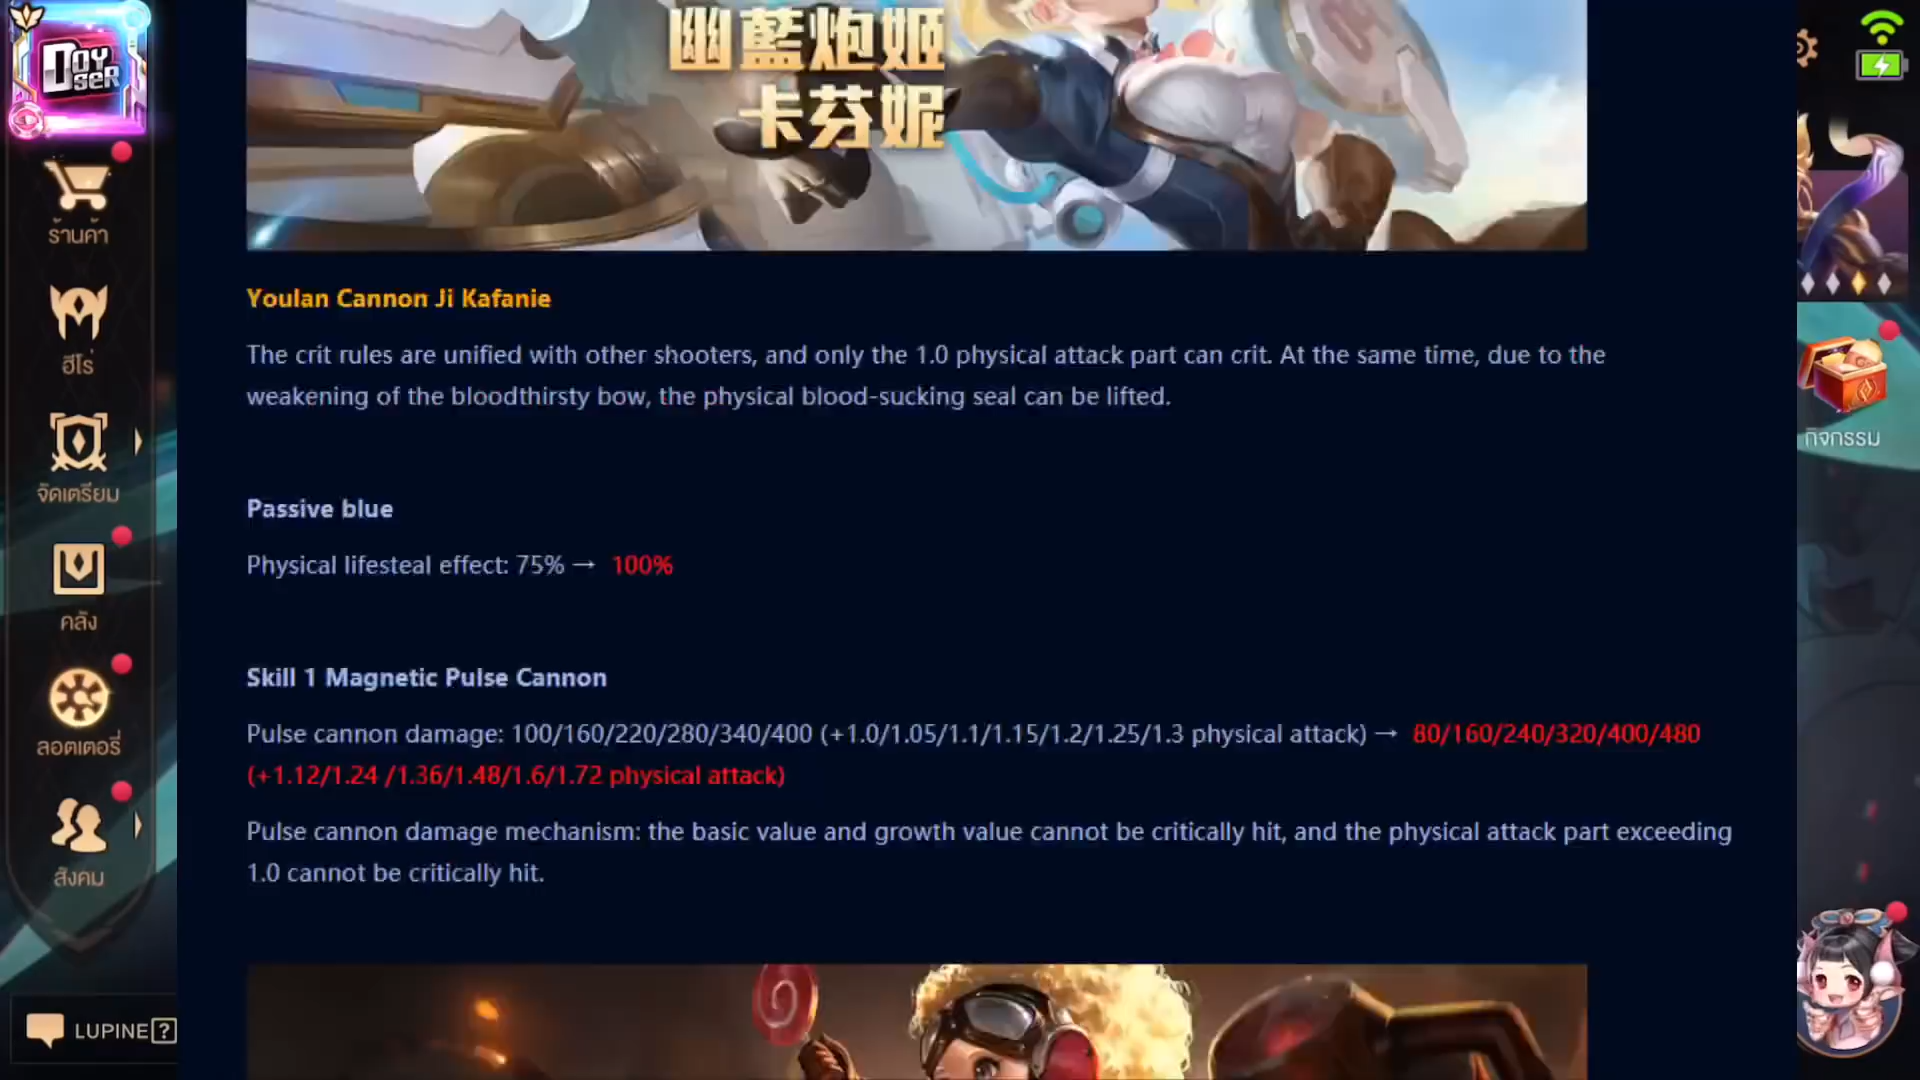 DOY
SER
幽藍炮姬
卡芬妮
ร้านค้า
ฮีโร่
จัดเตรียม
คลัง
ลอตเตอรี่
สังคม
LUPINE?
กิจกรรม
Youlan Cannon Ji Kafanie
The crit rules are unified with other shooters, and only the 1.0 physical attack part can crit. At the same time, due to the
weakening of the bloodthirsty bow, the physical blood-sucking seal can be lifted.
Passive blue
Physical lifesteal effect: 75% → 100%
Skill 1 Magnetic Pulse Cannon
Pulse cannon damage: 100/160/220/280/340/400 (+1.0/1.05/1.1/1.15/1.2/1.25/1.3 physical attack) → 80/160/240/320/400/480
(+1.12/1.24 /1.36/1.48/1.6/1.72 physical attack)
Pulse cannon damage mechanism: the basic value and growth value cannot be critically hit, and the physical attack part exceeding
1.0 cannot be critically hit.